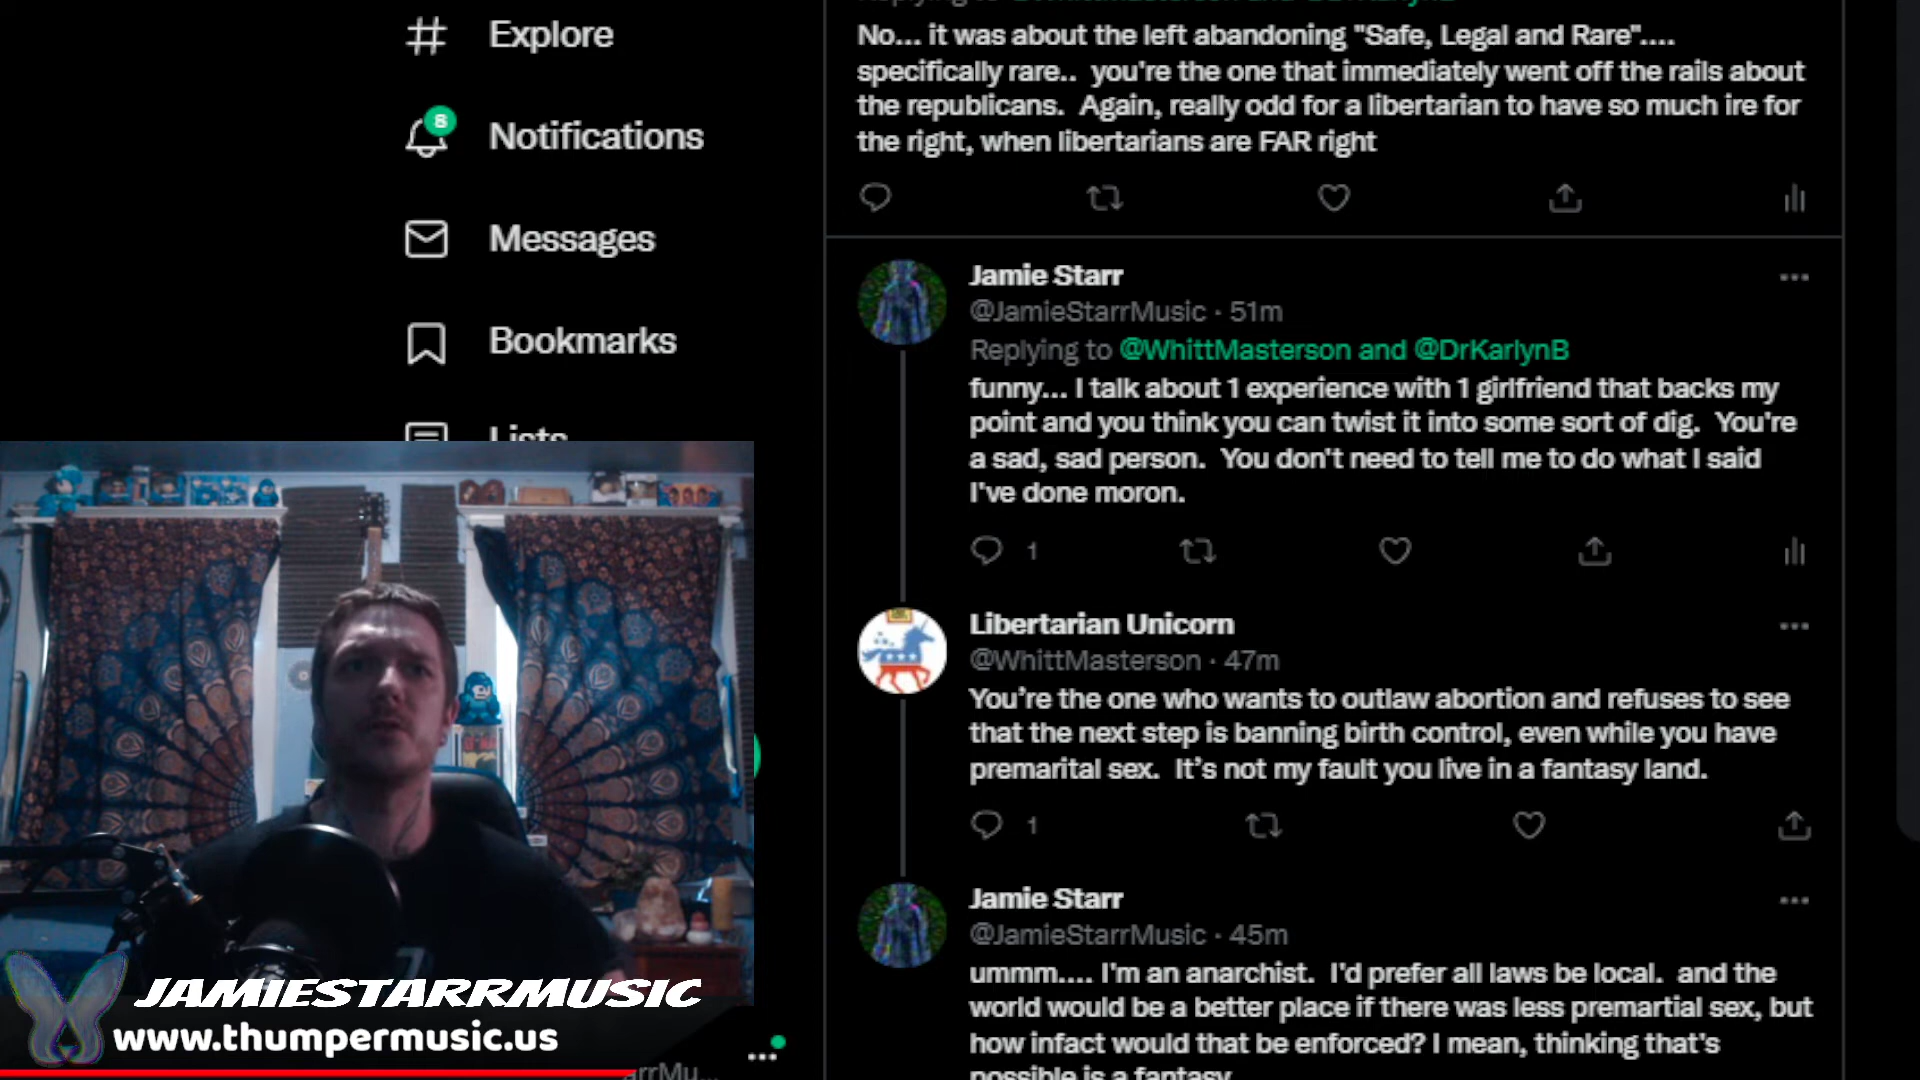 Explore
8
Notifications
Messages
Bookmarks
Lists
No... it was about the left abandoning "Safe, Legal and Rare"....
specifically rare.. you're the one that immediately went off the rails about
the republicans. Again, really odd for a libertarian to have so much ire for
the right, when libertarians are FAR right
Jamie Starr
@JamieStarrMusic · 51m
Replying to @WhittMasterson and @DrKarlynB
funny... I talk about 1 experience with 1 girlfriend that backs my
point and you think you can twist it into some sort of dig. You're
a sad, sad person. You don't need to tell me to do what I said
I've done moron.
1
Libertarian Unicorn
@WhittMasterson · 47m
You're the one who wants to outlaw abortion and refuses to see
that the next step is banning birth control, even while you have
premarital sex. It's not my fault you live in a fantasy land.
1
Jamie Starr
@JamieStarrMusic · 45m
ummm.... I'm an anarchist. I'd prefer all laws be local. and the
world would be a better place if there was less premartial sex, but
how infact would that be enforced? I mean, thinking that's
possible is a fantasy
JAMIESTARRMUSIC
www.thumpermusic.us
arrMu...